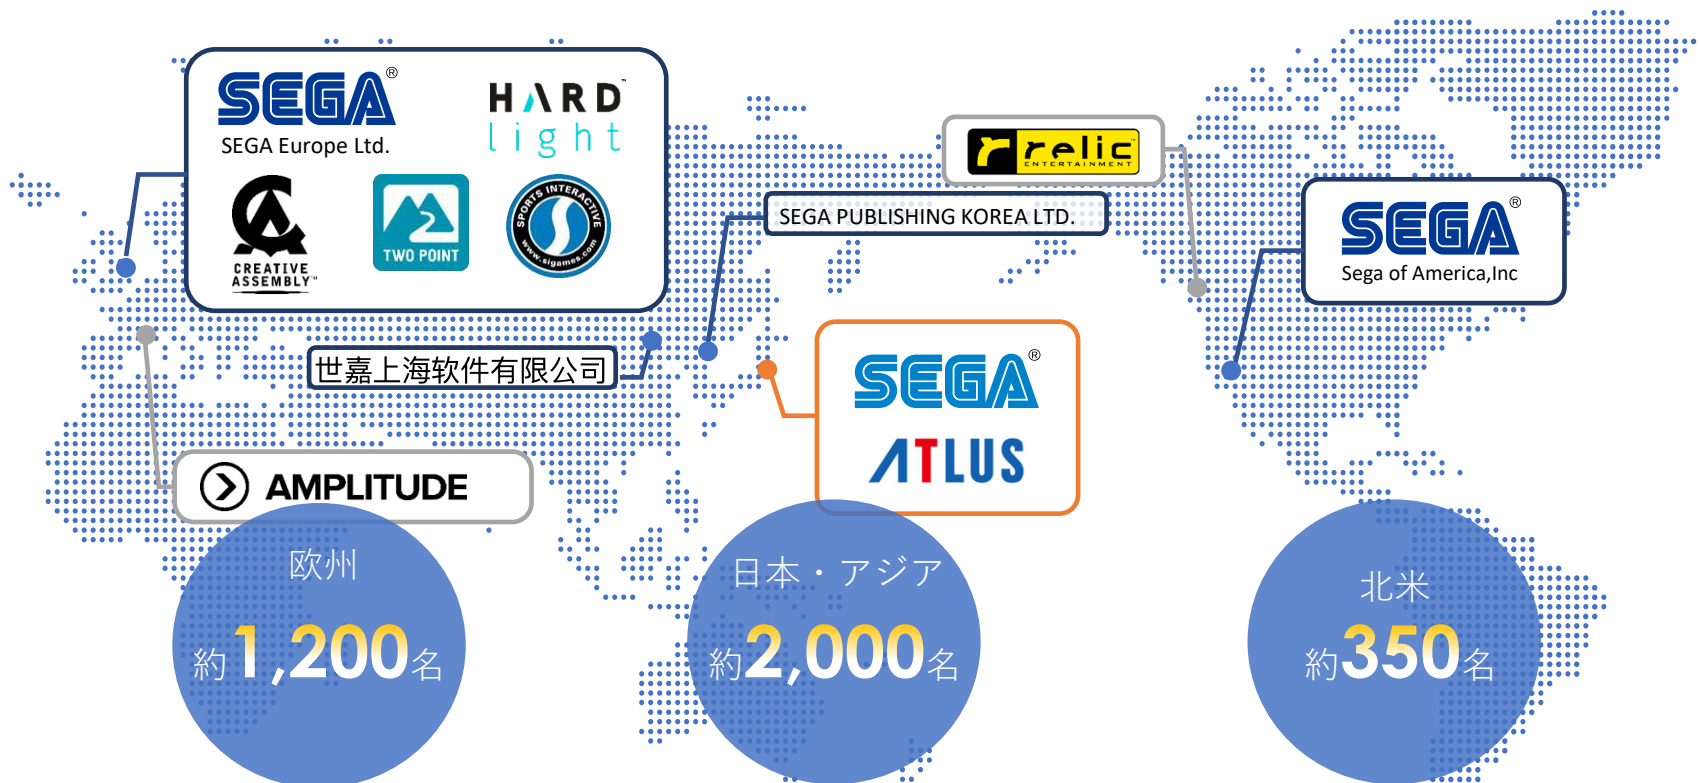 SEGA®
SEGA Europe Ltd.
HARD™
light
CREATIVE
ASSEMBLY™
TWO POINT
SPORTS INTERACTIVE
www.sigames.com
relic™
ENTERTAINMENT
SEGA PUBLISHING KOREA LTD.
SEGA®
Sega of America,Inc
世嘉上海软件有限公司
SEGA®
ATLUS
AMPLITUDE
欧州
約1,200名
日本・アジア
約2,000名
北米
約350名